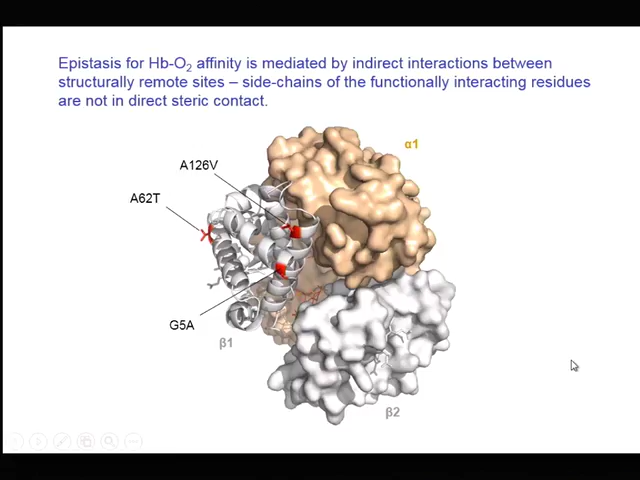 Epistasis for Hb-O₂ affinity is mediated by indirect interactions between
structurally remote sites – side-chains of the functionally interacting residues
are not in direct steric contact.
α1
A126V
A62T
G5A
β1
β2